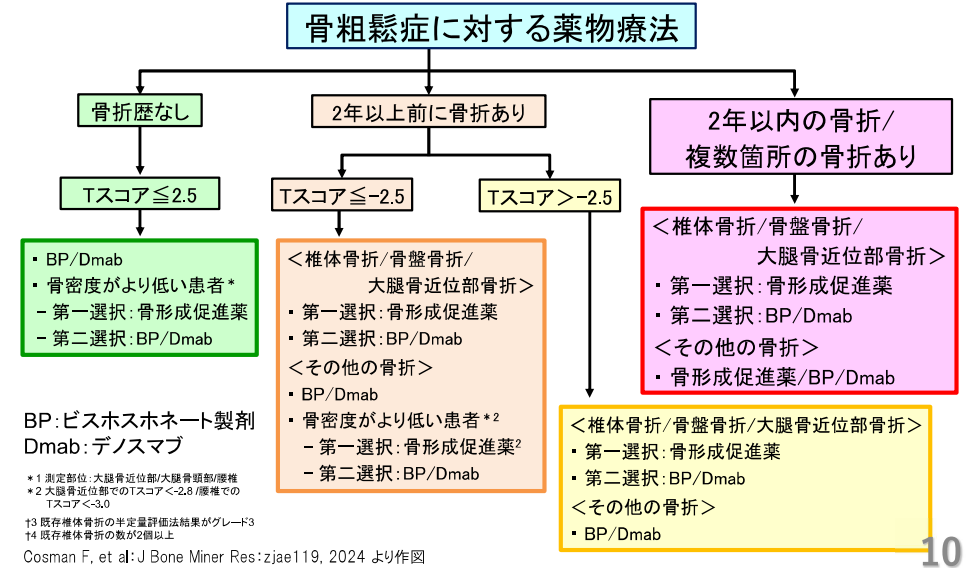 骨粗鬆症に対する薬物療法
骨折歴なし
Tスコア≦2.5
・BP/Dmab
・骨密度がより低い患者*
－第一選択:骨形成促進薬
－第二選択:BP/Dmab
2年以上前に骨折あり
Tスコア≦-2.5
＜椎体骨折/骨盤骨折/
大腿骨近位部骨折＞
・第一選択:骨形成促進薬
・第二選択:BP/Dmab
＜その他の骨折＞
・BP/Dmab
・骨密度がより低い患者*2
－第一選択:骨形成促進薬2
－第二選択:BP/Dmab
Tスコア>-2.5
＜椎体骨折/骨盤骨折/大腿骨近位部骨折＞
・第一選択:骨形成促進薬
・第二選択:BP/Dmab
＜その他の骨折＞
・BP/Dmab
2年以内の骨折/
複数箇所の骨折あり
＜椎体骨折/骨盤骨折/
大腿骨近位部骨折＞
・第一選択:骨形成促進薬
・第二選択:BP/Dmab
＜その他の骨折＞
・骨形成促進薬/BP/Dmab
BP:ビスホスホネート製剤
Dmab:デノスマブ
*1 測定部位:大腿骨近位部/大腿骨頸部/腰椎
*2 大腿骨近位部でのTスコア<-2.8/腰椎での
Tスコア<-3.0
†3 既存椎体骨折の半定量評価法結果がグレード3
†4 既存椎体骨折の数が2個以上
Cosman F, et al:J Bone Miner Res:zjae119, 2024 より作図
10